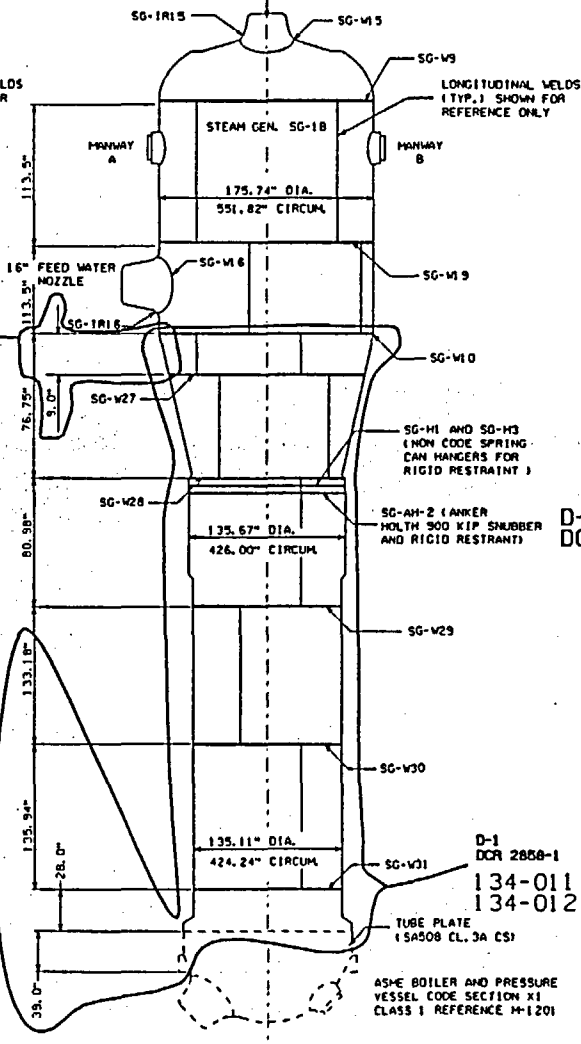 SG-IR15
SG-W15
SG-W9
WELDS
R
LONGITUDINAL WELDS
(TYP.) SHOWN FOR
REFERENCE ONLY
STEAM GEN. SG-1B
MANWAY
A
MANWAY
B
113.5"
175.74" DIA.
551.82" CIRCUM.
16" FEED WATER
NOZZLE
SG-W16
SG-W19
113.5"
SG-IR16
SG-W10
76.75"
9.0"
SG-W27
SG-H1 AND SG-H3
(NON CODE SPRING
CAN HANGERS FOR
RIGID RESTRAINT)
SG-W28
SG-AH-2 (ANKER
HOLTH 900 KIP SNUBBER
AND RIGID RESTRANT)
D-
DC
80.98"
135.67" DIA.
426.00" CIRCUM.
SG-W29
133.18"
SG-W30
135.94"
135.11" DIA.
424.24" CIRCUM.
SG-W31
D-1
DCR 2858-1
134-011
134-012
28.0"
TUBE PLATE
(SA508 CL.3A CS)
39.0"
ASME BOILER AND PRESSURE
VESSEL CODE SECTION XI
CLASS 1 REFERENCE M-1201